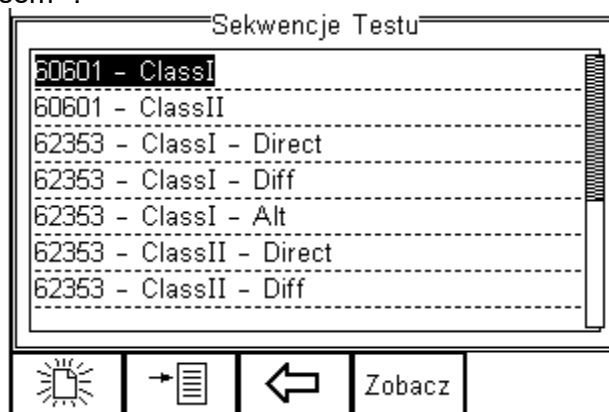 Sekwencje Testu
60601 - ClassI
60601 - ClassII
62353 - ClassI - Direct
62353 - ClassI - Diff
62353 - ClassI - Alt
62353 - ClassII - Direct
62353 - ClassII - Diff
Zobacz